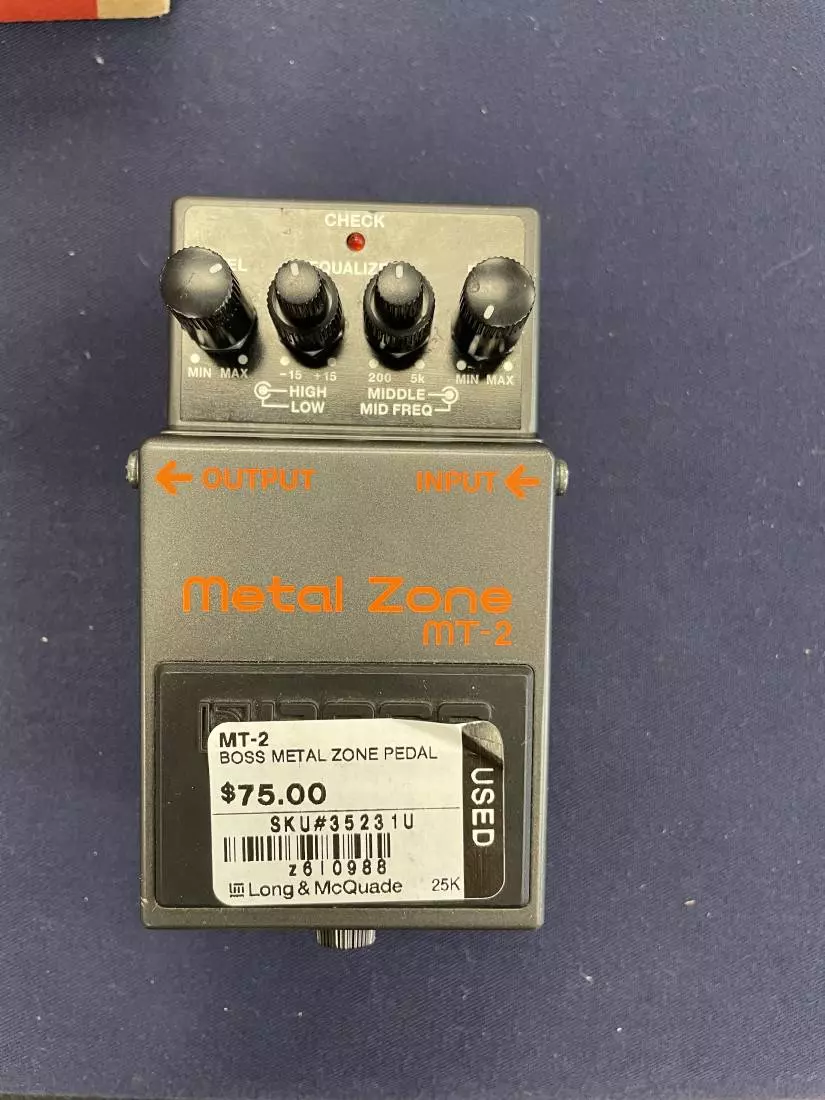 CHECK
EQUALIZE
MIN MAX
-15 +15
200 5k
MIN MAX
HIGH
LOW
MIDDLE
MID FREQ
OUTPUT
INPUT
Metal Zone
MT-2
MT-2
BOSS METAL ZONE PEDAL
$75.00
SKU#35231U
z610988
Long & McQuade 25K
USED